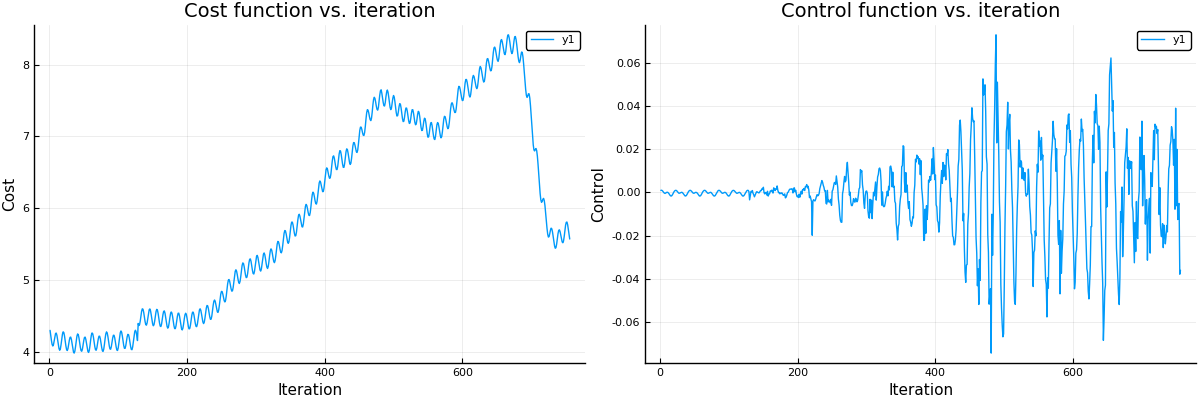 Cost function vs. iteration
y1
8
7
6
5
4
Cost
0 200 400 600
Iteration
Control function vs. iteration
y1
0.06
0.04
0.02
0.00
-0.02
-0.04
-0.06
Control
0 200 400 600
Iteration